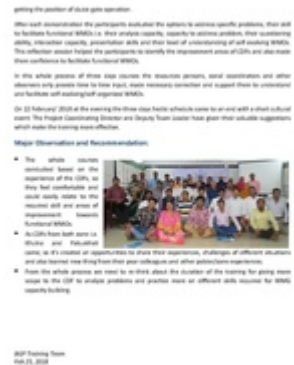 getting the position of sluice gate operation.
After each demonstration the participants evaluated the options to address specific problems, their skill
to facilitate functional WMOs i.e. their analysis capacity, capacity to address problem, their questioning
ability, interaction capacity, presentation skills and their level of understanding of self evolving WMOs.
This reflection session helped the participants to identify the improvement areas of CDFs and also made
them confidence to facilitate functional WMOs.
In this whole process of three days courses the resources persons, zonal coordinators and other
observers only provide time to time input, made necessary correction and support them to understand
and facilitate self evolving/self organized WMOs.
On 22 February' 2018 at the evening the three days hectic schedule came to an end with a short cultural
event. The Project Coordinating Director and Deputy Team Leader have given their valuable suggestions
which make the training more effective.
Major Observation and Recommendation:
• The whole courses
conducted based on the
experience of the CDFs, so
they feel comfortable and
could easily relate to the
required skill and areas of
improvement towards
functional WMOs.
• As CDFs from both zone i.e.
Khulna and Patuakhali
came, so it's created an opportunities to share their experiences, challenges of different situations
and also learned new thing from their peer colleagues and other polders/zone experiences.
• From the whole process we need to re-think about the duration of the training for giving more
scope to the CDF to analyze problems and practice more on different skills required for WMG
capacity building.
BGP Training Team
Feb 25, 2018